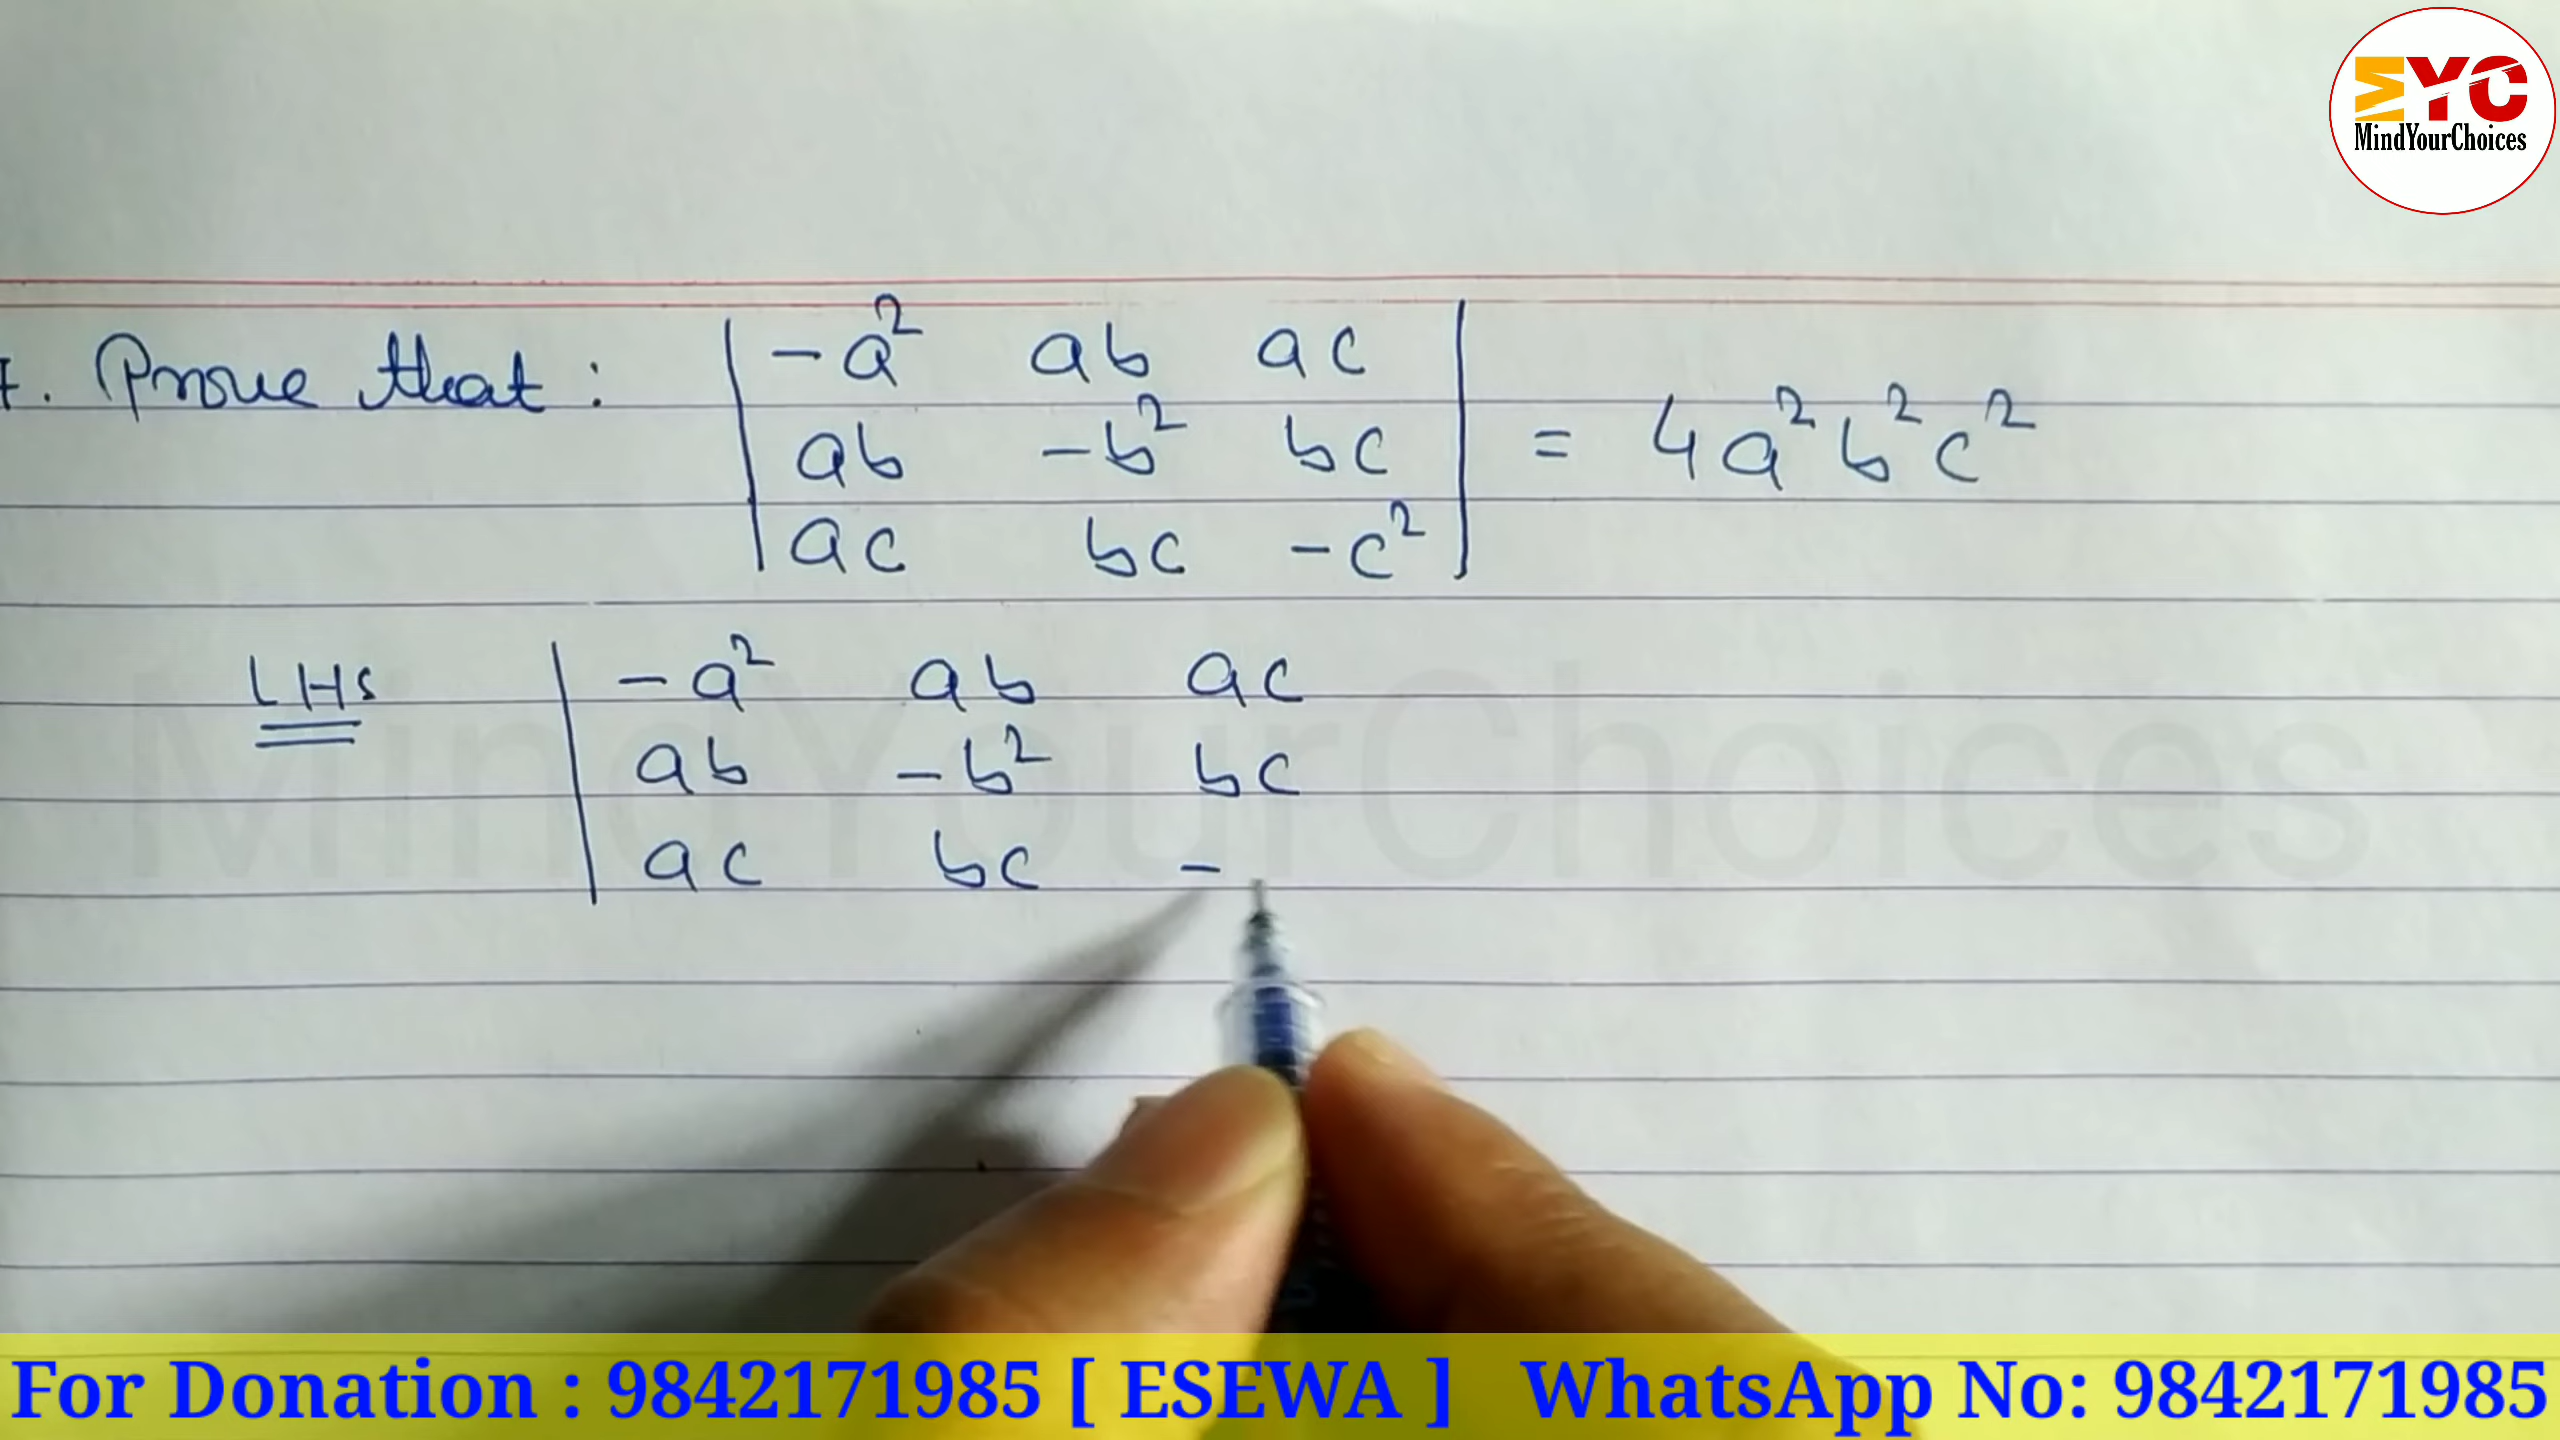 MYC
MindYourChoices
7. Prove that : | -a² ab ac |
| ab -b² bc | = 4a²b²c²
| ac bc -c² |
LHS | -a² ab ac
| ab -b² bc
| ac bc -
MindYourChoices
For Donation : 9842171985 [ ESEWA ] WhatsApp No: 9842171985